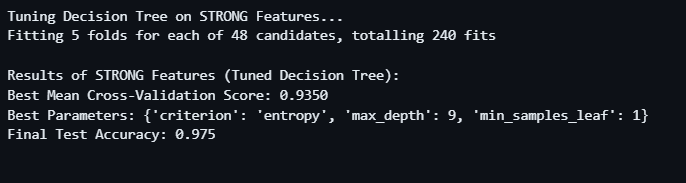 Tuning Decision Tree on STRONG Features...
Fitting 5 folds for each of 48 candidates, totalling 240 fits
Results of STRONG Features (Tuned Decision Tree):
Best Mean Cross-Validation Score: 0.9350
Best Parameters: {'criterion': 'entropy', 'max_depth': 9, 'min_samples_leaf': 1}
Final Test Accuracy: 0.975